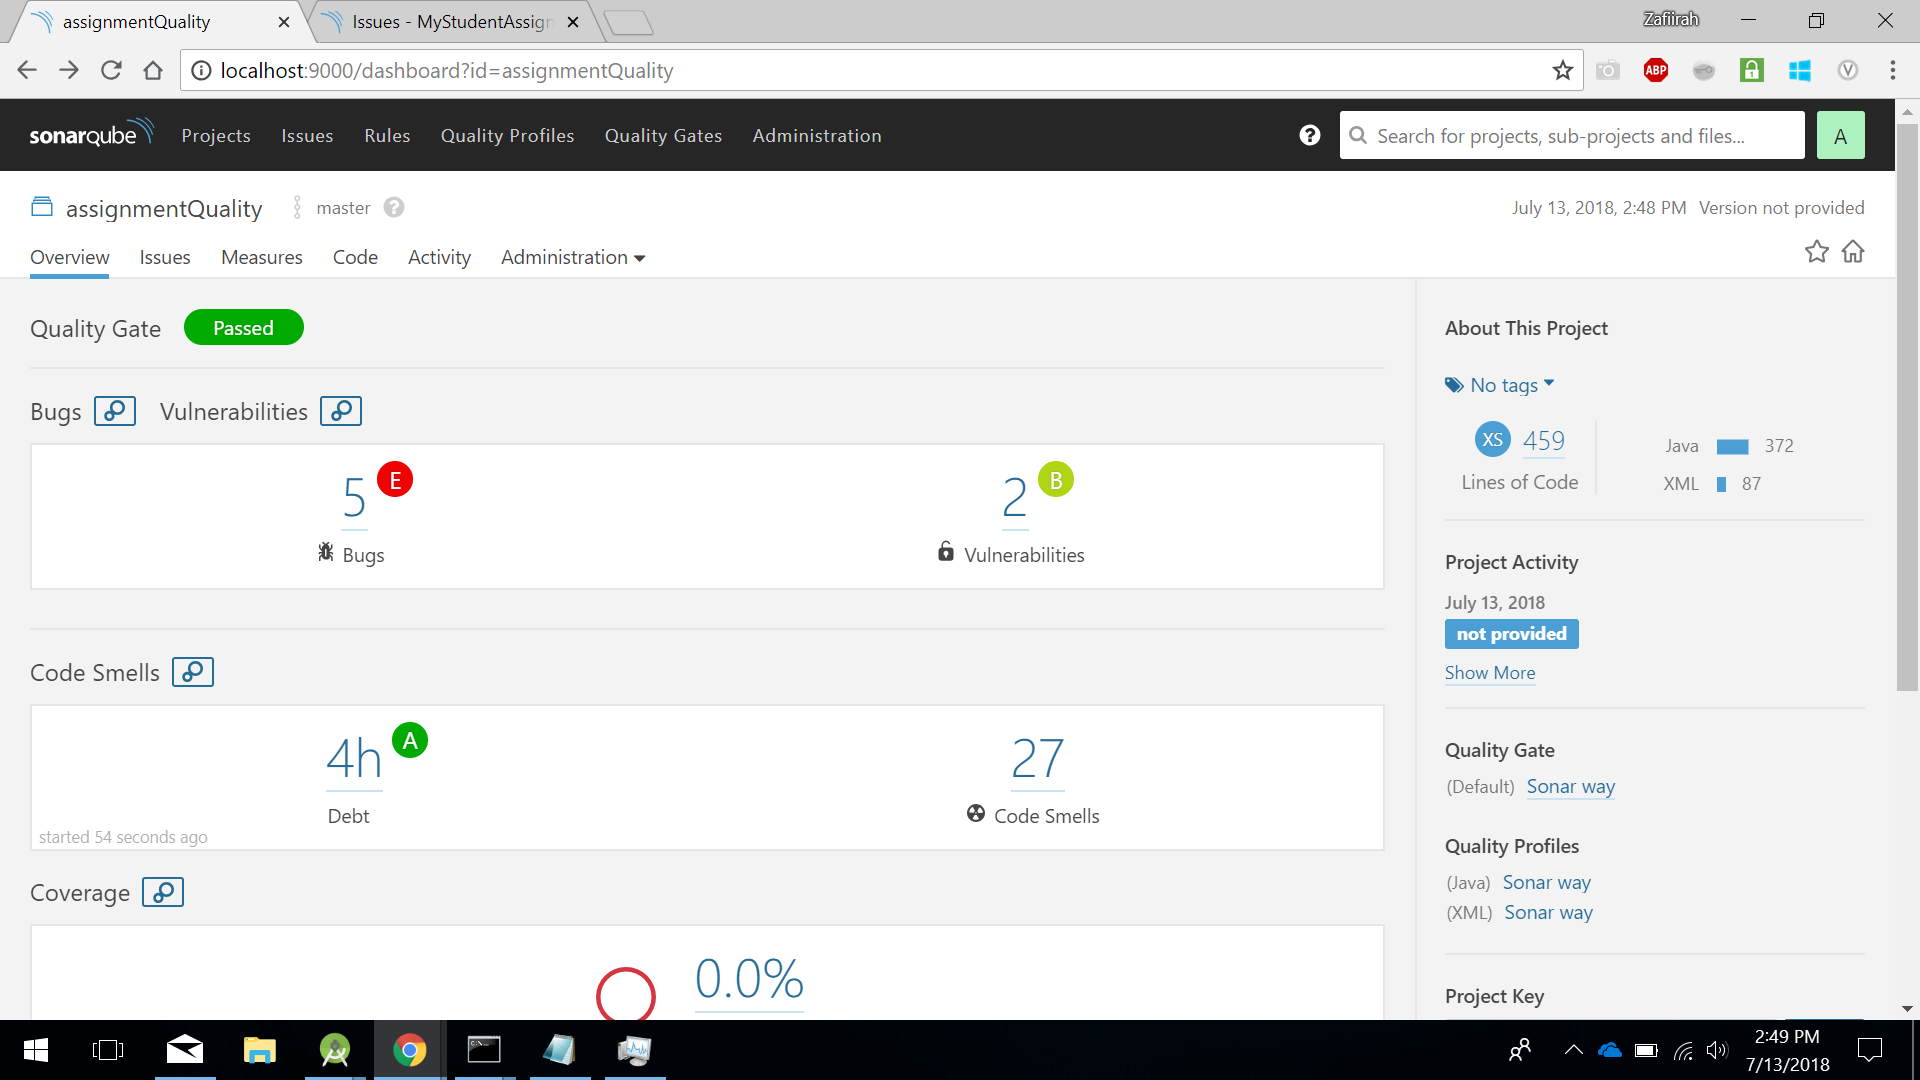 assignmentQuality
Issues - MyStudentAssign
Zafiirah
localhost:9000/dashboard?id=assignmentQuality
ABP
V
sonarqube Projects Issues Rules Quality Profiles Quality Gates Administration
? Search for projects, sub-projects and files... A
assignmentQuality master ?
July 13, 2018, 2:48 PM Version not provided
Overview Issues Measures Code Activity Administration
Quality Gate Passed
Bugs Vulnerabilities
5 E
Bugs
2 B
Vulnerabilities
Code Smells
4h A
Debt
27
Code Smells
started 54 seconds ago
Coverage
0.0%
About This Project
No tags
XS 459
Lines of Code
Java 372
XML 87
Project Activity
July 13, 2018
not provided
Show More
Quality Gate
(Default) Sonar way
Quality Profiles
(Java) Sonar way
(XML) Sonar way
Project Key
2:49 PM
7/13/2018